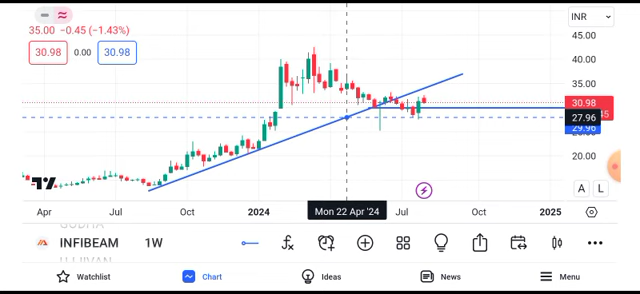 INR
35.00 −0.45 (−1.43%)
30.98 0.00 30.98
45.00
40.00
35.00
30.98
27.96
29.96
20.00
A L
Apr Jul Oct 2024 Mon 22 Apr '24 Jul Oct 2025
INFIBEAM 1W
Watchlist Chart Ideas News Menu